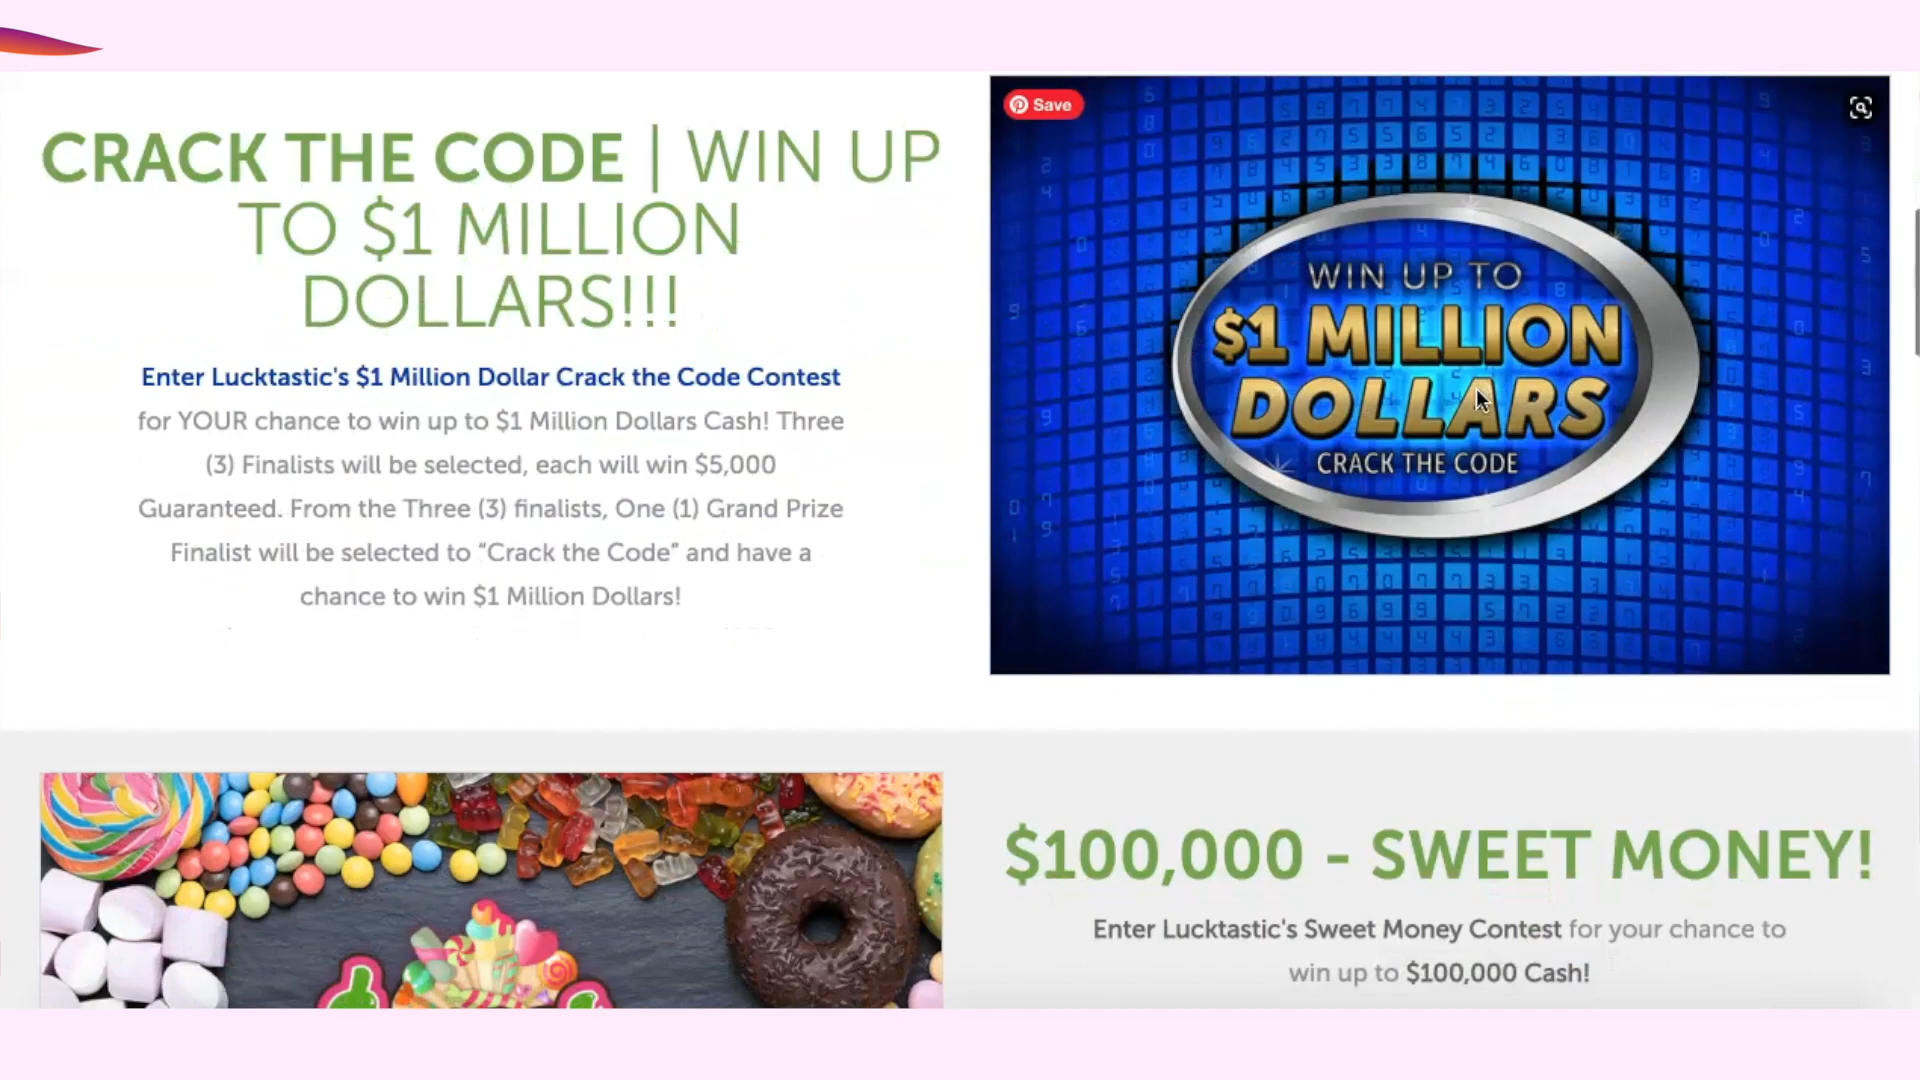 CRACK THE CODE | WIN UP
TO $1 MILLION
DOLLARS!!!
Enter Lucktastic's $1 Million Dollar Crack the Code Contest
for YOUR chance to win up to $1 Million Dollars Cash! Three
(3) Finalists will be selected, each will win $5,000
Guaranteed. From the Three (3) finalists, One (1) Grand Prize
Finalist will be selected to “Crack the Code” and have a
chance to win $1 Million Dollars!
Save
WIN UP TO
$1 MILLION
DOLLARS
CRACK THE CODE
$100,000 - SWEET MONEY!
Enter Lucktastic's Sweet Money Contest for your chance to
win up to $100,000 Cash!